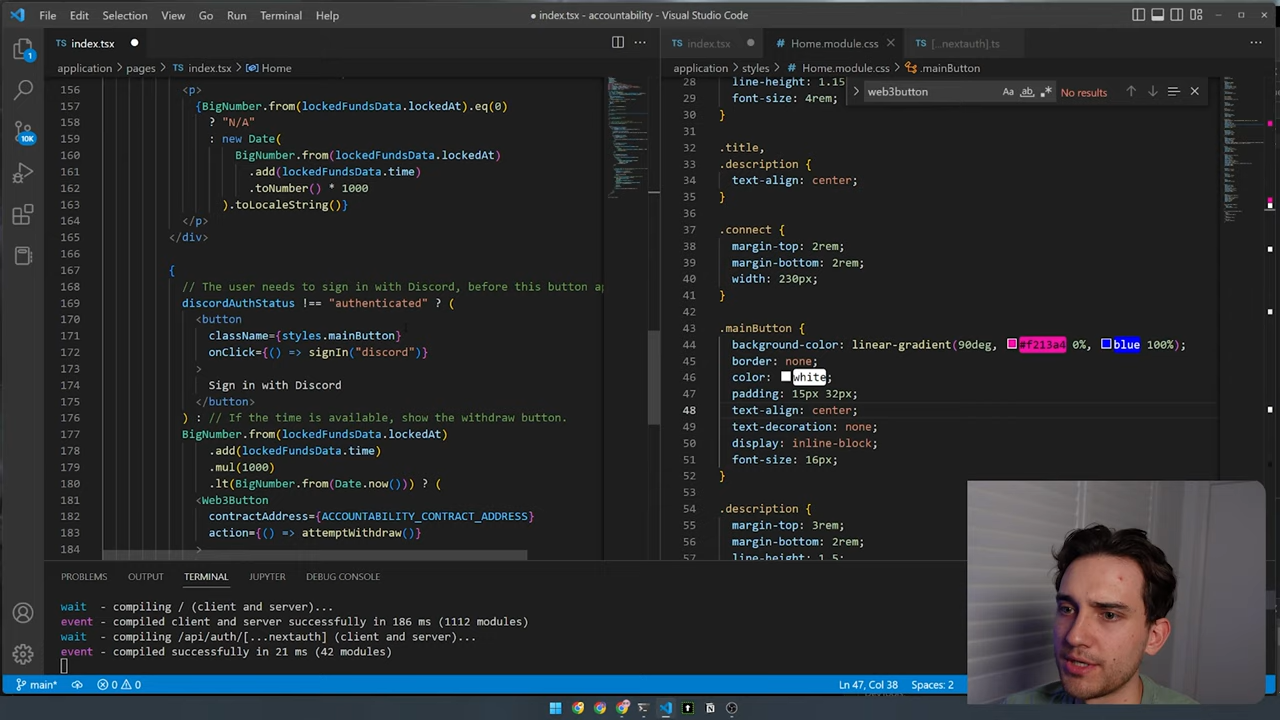 File Edit Selection View Go Run Terminal Help
● index.tsx - accountability - Visual Studio Code
TS index.tsx ●
application > pages > TS index.tsx > Home
156 <p>
157 {BigNumber.from(lockedFundsData.lockedAt).eq(0)
158 ? "N/A"
159 : new Date(
160 BigNumber.from(lockedFundsData.lockedAt)
161 .add(lockedFundsData.time)
162 .toNumber() * 1000
163 ).toLocaleString()}
164 </p>
165 </div>
166
167 {
168 // The user needs to sign in with Discord, before this button ap
169 discordAuthStatus !== "authenticated" ? (
170 <button
171 className={styles.mainButton}
172 onClick={() => signIn("discord")}
173 >
174 Sign in with Discord
175 </button>
176 ) : // If the time is available, show the withdraw button.
177 BigNumber.from(lockedFundsData.lockedAt)
178 .add(lockedFundsData.time)
179 .mul(1000)
180 .lt(BigNumber.from(Date.now())) ? (
181 <Web3Button
182 contractAddress={ACCOUNTABILITY_CONTRACT_ADDRESS}
183 action={() => attemptWithdraw()}
184 >
TS index.tsx ● # Home.module.css × TS [...nextauth].ts
application > styles > # Home.module.css > .mainButton
web3button Aa ab .* No results
28 line-height: 1.15
29 font-size: 4rem;
30 }
31
32 .title,
33 .description {
34 text-align: center;
35 }
36
37 .connect {
38 margin-top: 2rem;
39 margin-bottom: 2rem;
40 width: 230px;
41 }
42
43 .mainButton {
44 background-color: linear-gradient(90deg, #f213a4 0%, blue 100%);
45 border: none;
46 color: white;
47 padding: 15px 32px;
48 text-align: center;
49 text-decoration: none;
50 display: inline-block;
51 font-size: 16px;
52 }
53
54 .description {
55 margin-top: 3rem;
56 margin-bottom: 2rem;
57 line-height: 1.5;
1
10K
PROBLEMS OUTPUT TERMINAL JUPYTER DEBUG CONSOLE
wait - compiling / (client and server)...
event - compiled client and server successfully in 186 ms (1112 modules)
wait - compiling /api/auth/[...nextauth] (client and server)...
event - compiled successfully in 21 ms (42 modules)
main* 0 0 Ln 47, Col 38 Spaces: 2